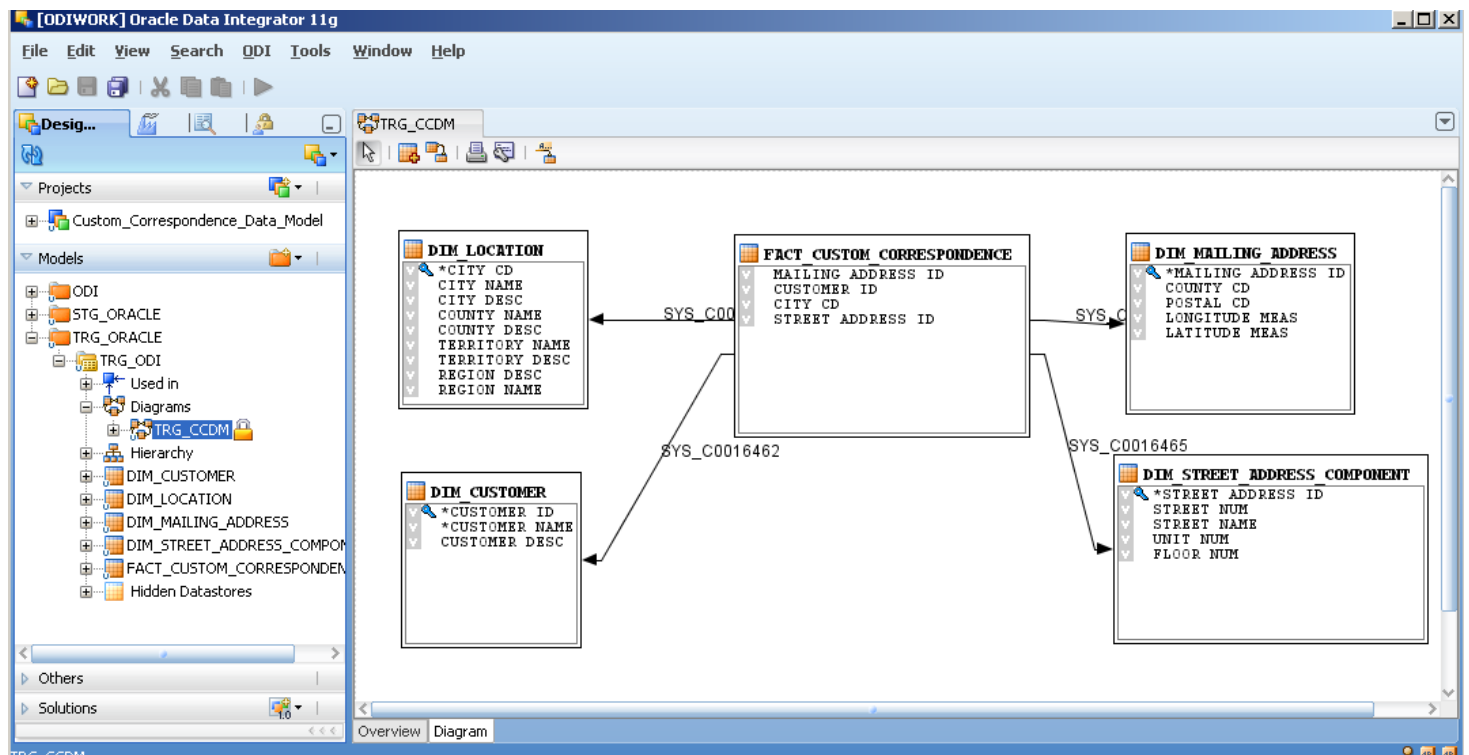 [ODIWORK] Oracle Data Integrator 11g
File Edit View Search ODI Tools Window Help
Desig...
Projects
Custom_Correspondence_Data_Model
Models
ODI
STG_ORACLE
TRG_ORACLE
TRG_ODI
Used in
Diagrams
TRG_CCDM
Hierarchy
DIM_CUSTOMER
DIM_LOCATION
DIM_MAILING_ADDRESS
DIM_STREET_ADDRESS_COMPON
FACT_CUSTOM_CORRESPONDEN
Hidden Datastores
Others
Solutions
1.0
TRG_CCDM
DIM_LOCATION
*CITY CD
CITY NAME
CITY DESC
COUNTY NAME
COUNTY DESC
TERRITORY NAME
TERRITORY DESC
REGION DESC
REGION NAME
SYS_C00
FACT_CUSTOM_CORRESPONDENCE
MAILING ADDRESS ID
CUSTOMER ID
CITY CD
STREET ADDRESS ID
SYS_C
DIM_MAILING_ADDRESS
*MAILING ADDRESS ID
COUNTY CD
POSTAL CD
LONGITUDE MEAS
LATITUDE MEAS
SYS_C0016462
SYS_C0016465
DIM_CUSTOMER
*CUSTOMER ID
*CUSTOMER NAME
CUSTOMER DESC
DIM_STREET_ADDRESS_COMPONENT
*STREET ADDRESS ID
STREET NUM
STREET NAME
UNIT NUM
FLOOR NUM
Overview Diagram